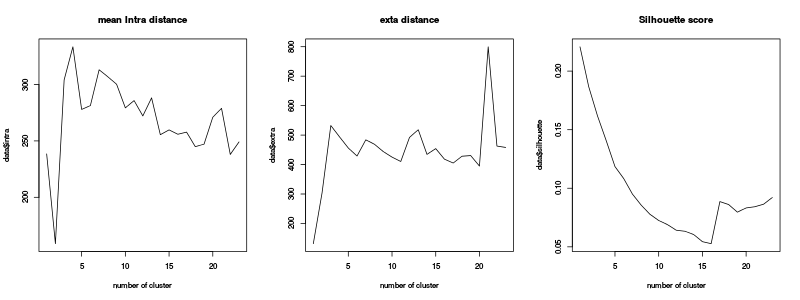 mean Intra distance
data$intra
300
250
200
5
10
15
20
number of cluster
exta distance
data$extra
800
700
600
500
400
300
200
5
10
15
20
number of cluster
Silhouette score
data$silhouette
0.20
0.15
0.10
0.05
5
10
15
20
number of cluster